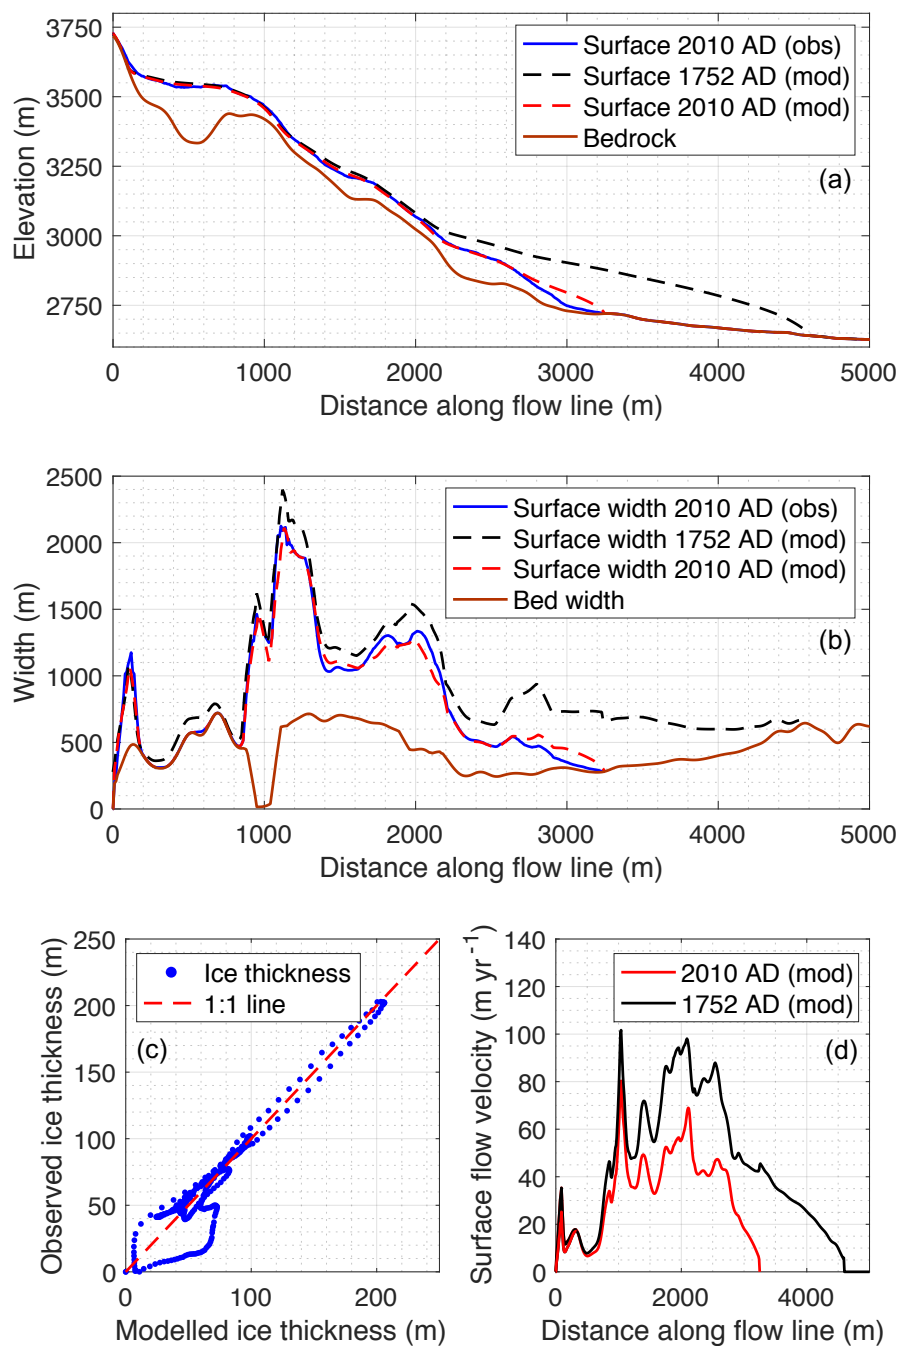 3750
3500
3250
3000
2750
Elevation (m)
Surface 2010 AD (obs)
Surface 1752 AD (mod)
Surface 2010 AD (mod)
Bedrock
(a)
0 1000 2000 3000 4000 5000
Distance along flow line (m)
2500
2000
1500
1000
500
0
Width (m)
Surface width 2010 AD (obs)
Surface width 1752 AD (mod)
Surface width 2010 AD (mod)
Bed width
(b)
0 1000 2000 3000 4000 5000
Distance along flow line (m)
250
200
150
100
50
0
Observed ice thickness (m)
Ice thickness
1:1 line
(c)
0 100 200
Modelled ice thickness (m)
140
120
100
80
60
40
20
0
Surface flow velocity (m yr⁻¹)
2010 AD (mod)
1752 AD (mod)
(d)
0 2000 4000
Distance along flow line (m)